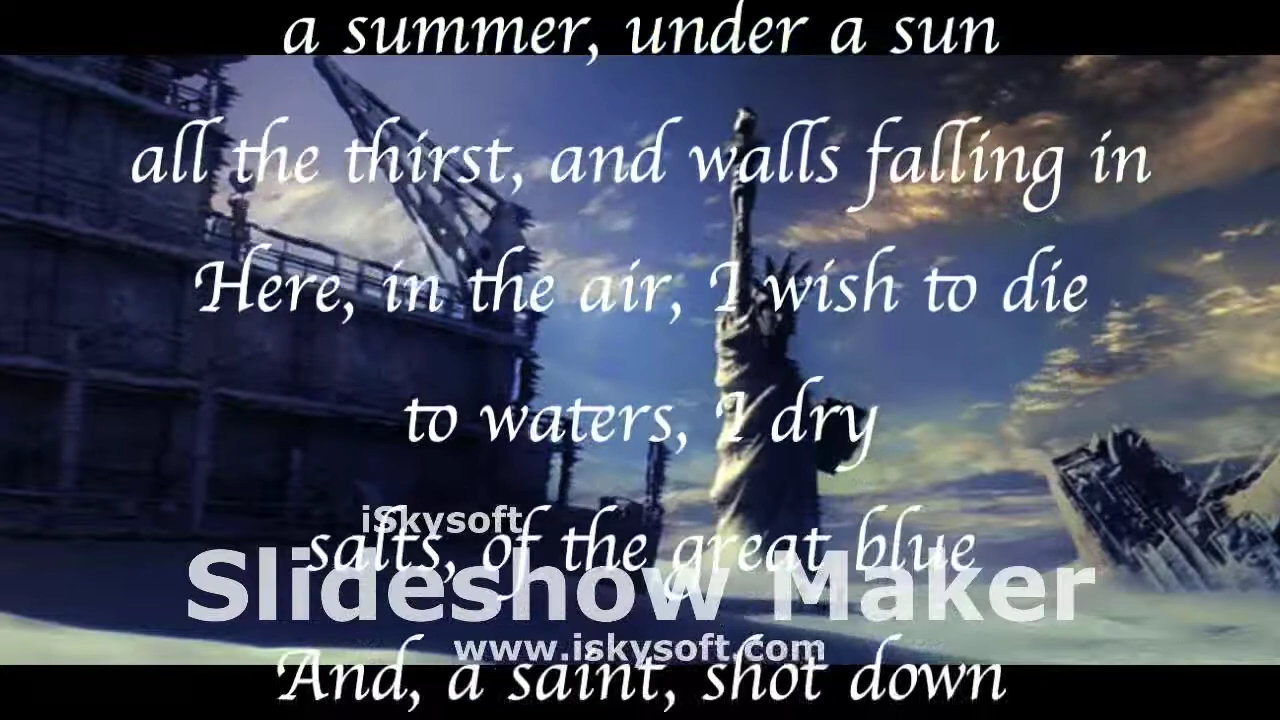 a summer, under a sun
all the thirst, and walls falling in
Here, in the air, I wish to die
to waters, I dry
iSkysoft
salts, of the great blue
Slideshow Maker
www.iskysoft.com
And, a saint, shot down